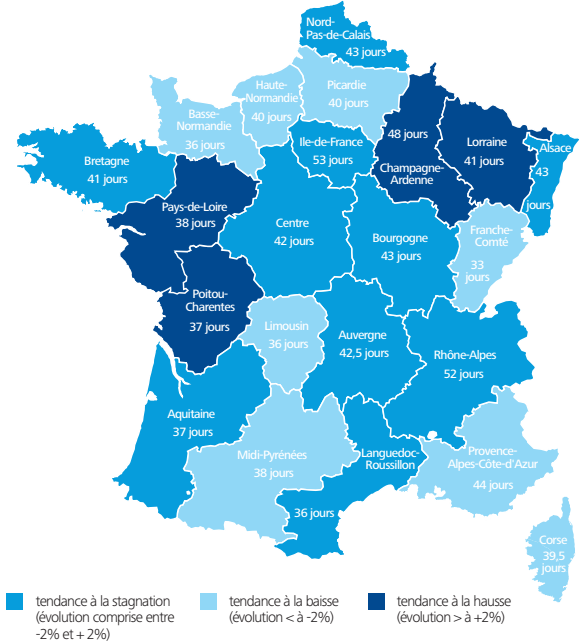 Nord-
Pas-de-Calais
43 jours
Haute-
Normandie
40 jours
Picardie
40 jours
Basse-
Normandie
36 jours
Ile-de-France
53 jours
48 jours
Champagne-
Ardenne
Lorraine
41 jours
Alsace
43
jours
Bretagne
41 jours
Pays-de-Loire
38 jours
Centre
42 jours
Bourgogne
43 jours
Franche-
Comté
33
jours
Poitou-
Charentes
37 jours
Limousin
36 jours
Auvergne
42,5 jours
Rhône-Alpes
52 jours
Aquitaine
37 jours
Midi-Pyrénées
38 jours
Languedoc-
Roussillon
36 jours
Provence-
Alpes-Côte-d'Azur
44 jours
Corse
39,5
jours
tendance à la stagnation
(évolution comprise entre
-2% et + 2%)
tendance à la baisse
(évolution < à -2%)
tendance à la hausse
(évolution > à +2%)